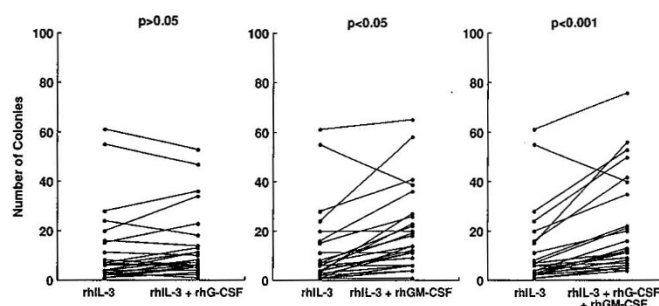 p>0.05 p<0.05 p<0.001
100 100 100
80 80 80
60 60 60
40 40 40
20 20 20
0 0 0
Number of Colonies
rhIL-3 rhIL-3 + rhG-CSF rhIL-3 rhIL-3 + rhGM-CSF rhIL-3 rhIL-3 + rhG-CSF
+ rhGM-CSF